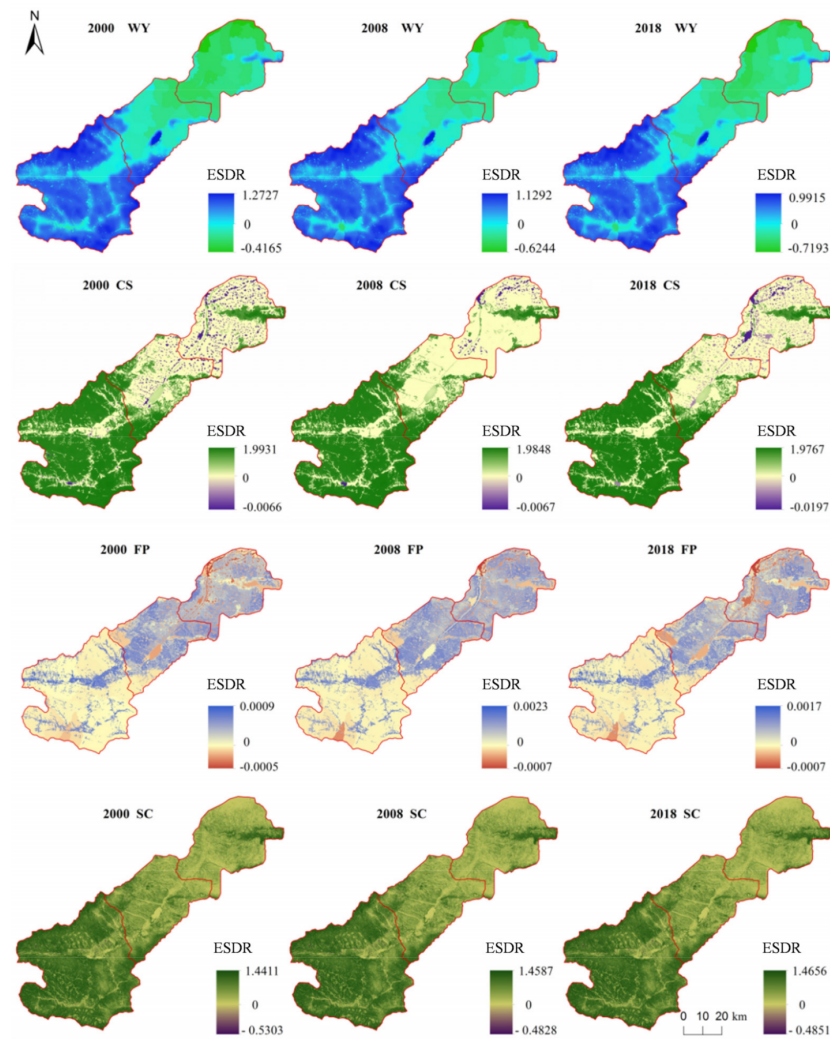 N
2000 WY
2008 WY
2018 WY
ESDR
1.2727
0
-0.4165
ESDR
1.1292
0
-0.6244
ESDR
0.9915
0
-0.7193
2000 CS
2008 CS
2018 CS
ESDR
1.9931
-0.0066
ESDR
1.9848
-0.0067
ESDR
1.9767
-0.0197
2000 FP
2008 FP
2018 FP
ESDR
0.0009
0
-0.0005
ESDR
0.0023
0
-0.0007
ESDR
0.0017
0
-0.0007
2000 SC
2008 SC
2018 SC
ESDR
1.4411
0
-0.5303
ESDR
1.4587
0
-0.4828
ESDR
1.4656
0
-0.4851
0 10 20 km